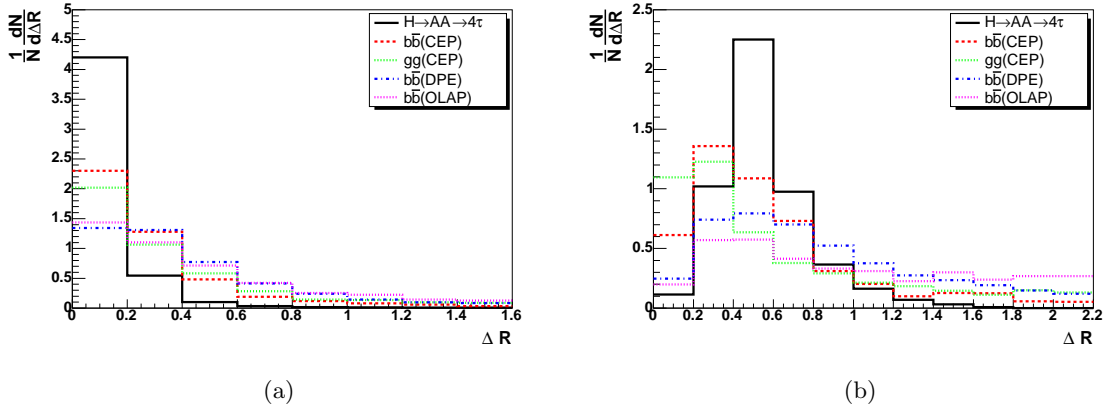 1/N dN/dΔR
5
4.5
4
3.5
3
2.5
2
1.5
1
0.5
0
H→AA→4τ
bb̅(CEP)
gg(CEP)
bb̅(DPE)
bb̅(OLAP)
0 0.2 0.4 0.6 0.8 1 1.2 1.4 1.6
Δ R
(a)
1/N dN/dΔR
2.5
2
1.5
1
0.5
0
H→AA→4τ
bb̅(CEP)
gg(CEP)
bb̅(DPE)
bb̅(OLAP)
0 0.2 0.4 0.6 0.8 1 1.2 1.4 1.6 1.8 2 2.2
Δ R
(b)